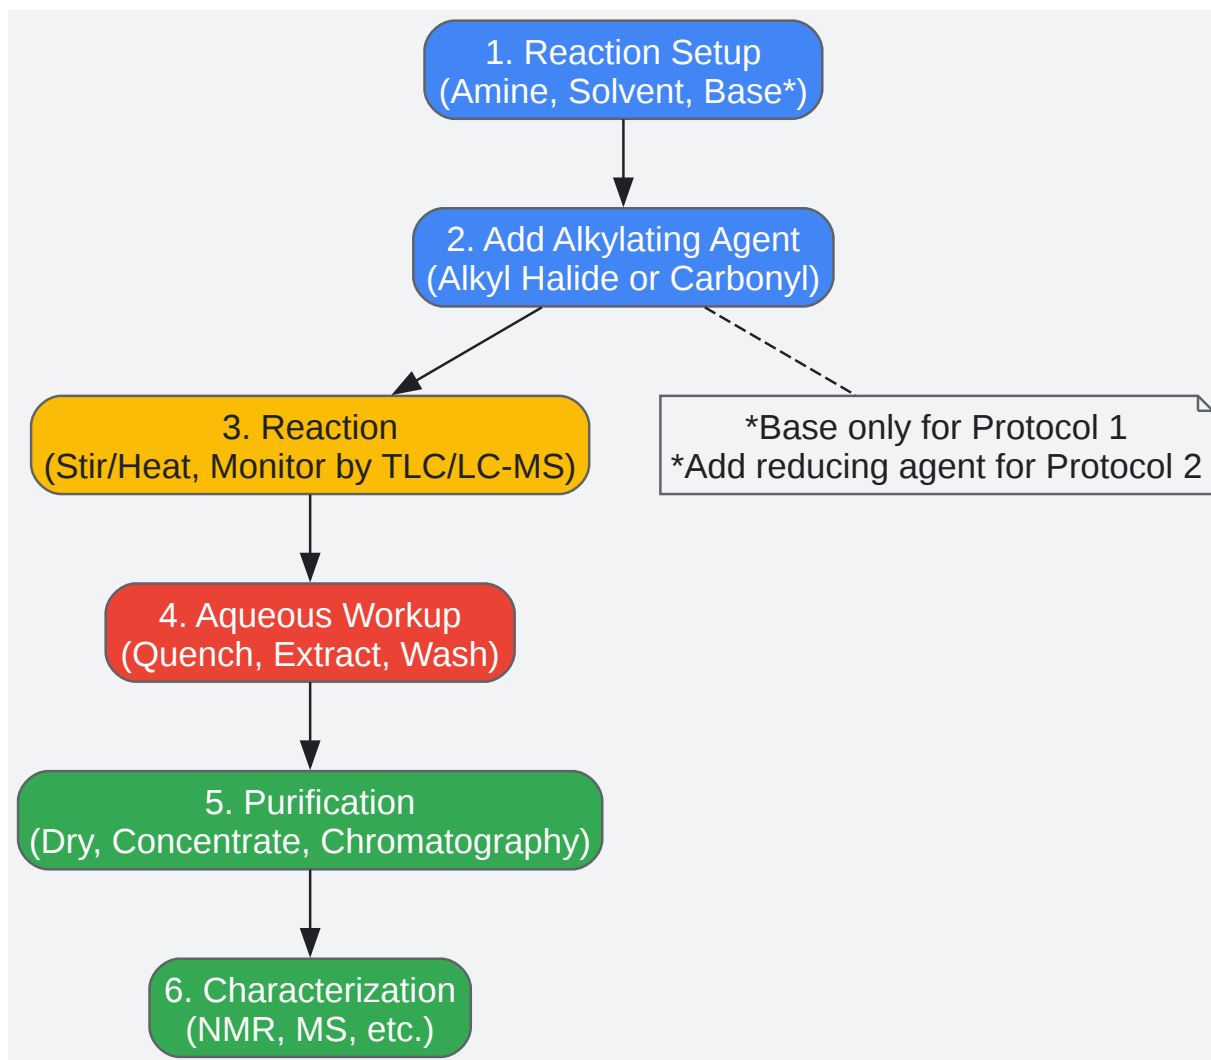 1. Reaction Setup
(Amine, Solvent, Base*)
2. Add Alkylating Agent
(Alkyl Halide or Carbonyl)
3. Reaction
(Stir/Heat, Monitor by TLC/LC-MS)
*Base only for Protocol 1
*Add reducing agent for Protocol 2
4. Aqueous Workup
(Quench, Extract, Wash)
5. Purification
(Dry, Concentrate, Chromatography)
6. Characterization
(NMR, MS, etc.)